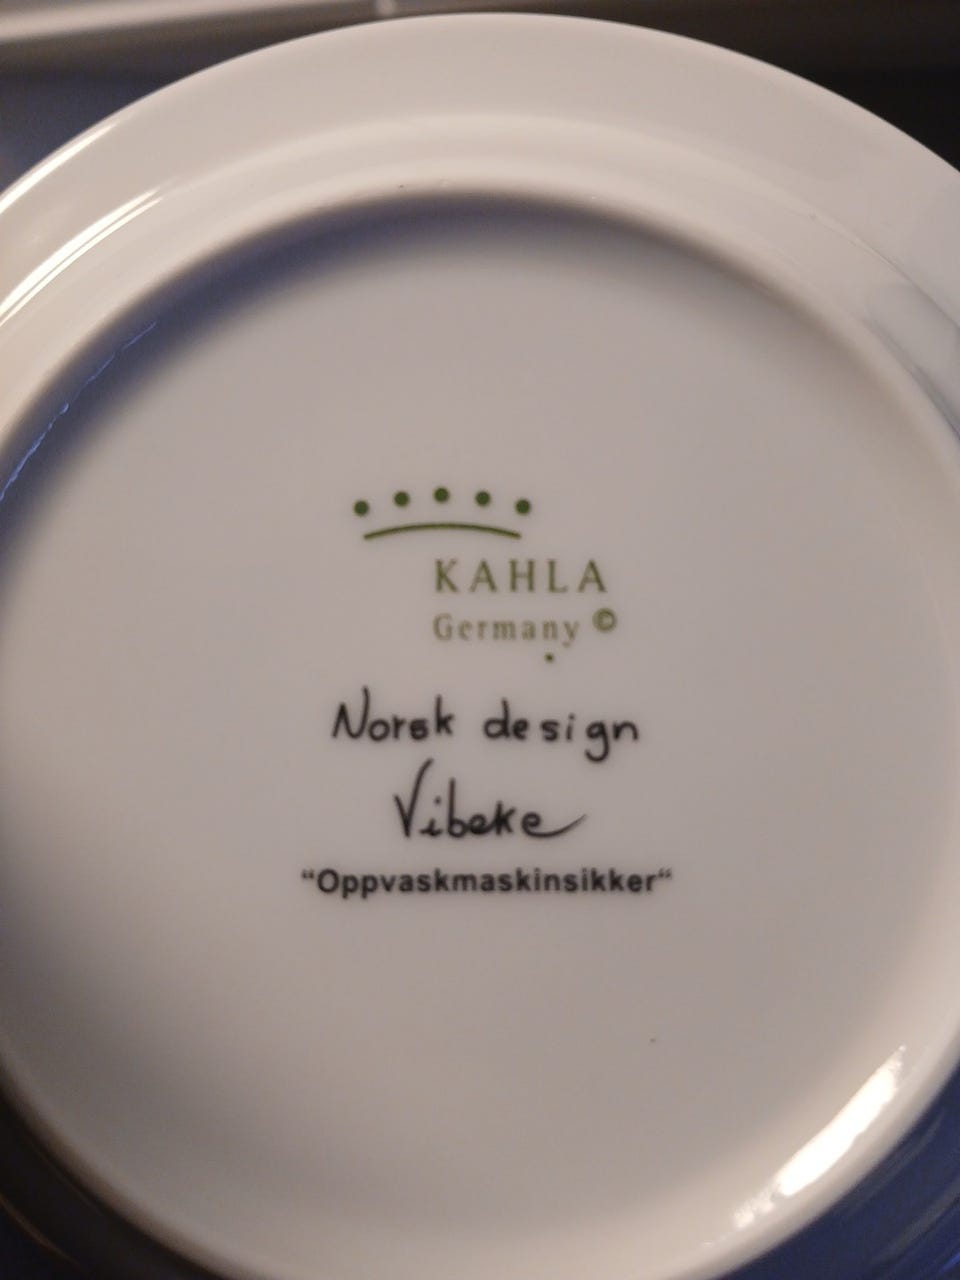 KAHLA
Germany ©
Norsk design
Vibeke
“Oppvaskmaskinsikker“